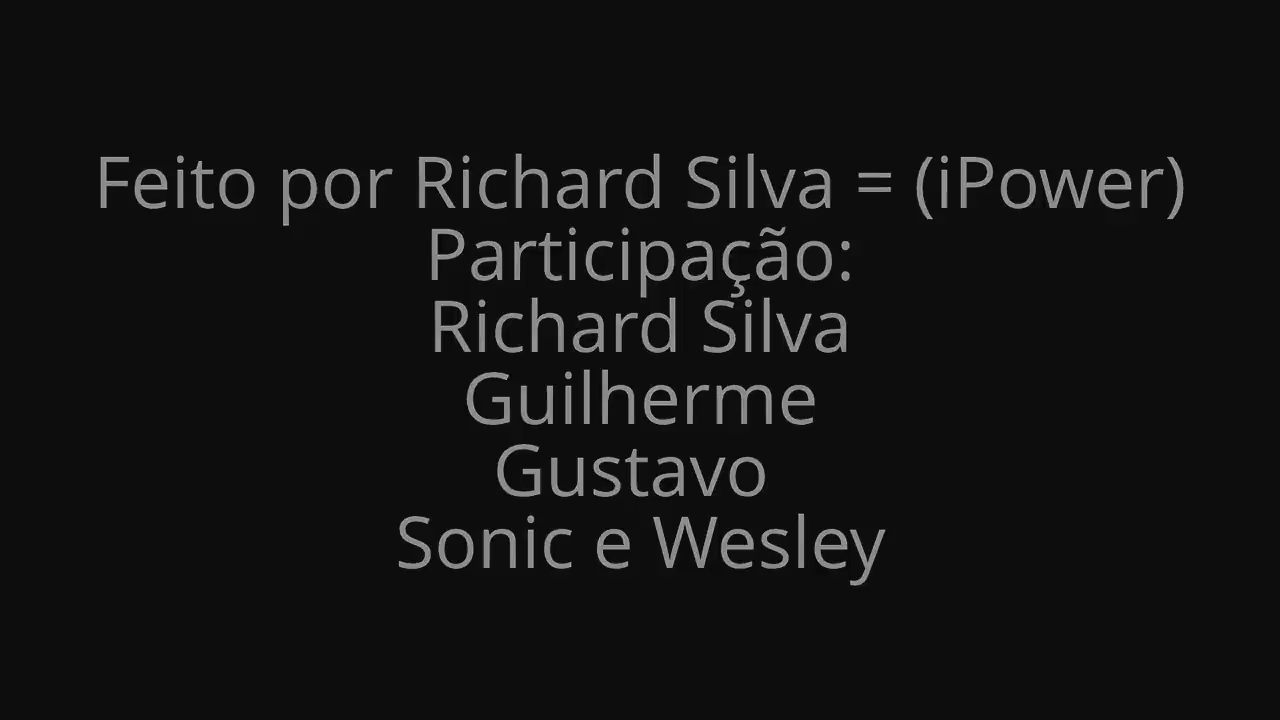 Feito por Richard Silva = (iPower)
Participação:
Richard Silva
Guilherme
Gustavo
Sonic e Wesley